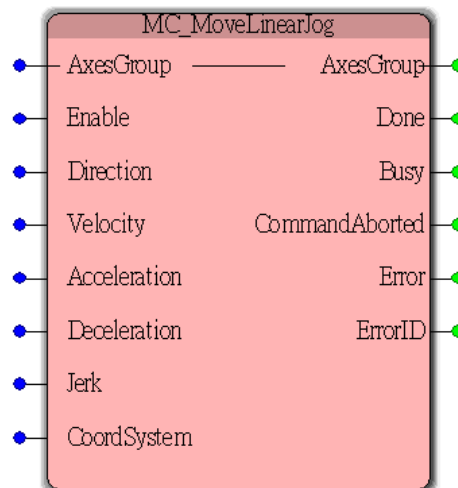 MC_MoveLinearJog
AxesGroup AxesGroup
Enable Done
Direction Busy
Velocity CommandAborted
Acceleration Error
Deceleration ErrorID
Jerk
CoordSystem